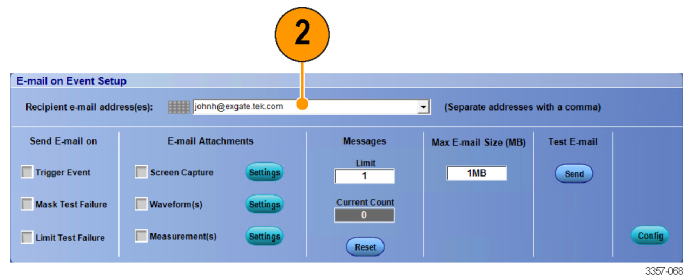 2
E-mail on Event Setup
Recipient e-mail address(es): johnh@exgate.tek.com (Separate addresses with a comma)
Send E-mail on E-mail Attachments Messages Max E-mail Size (MB) Test E-mail
Limit
Trigger Event Screen Capture Settings 1 1MB Send
Mask Test Failure Waveform(s) Settings Current Count
0
Limit Test Failure Measurement(s) Settings Reset Config
3357-068